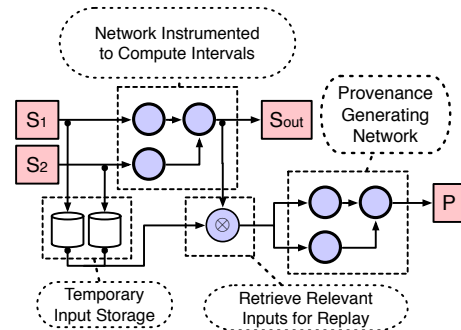 Network Instrumented
to Compute Intervals
Provenance
Generating
Network
S1
Sout
S2
P
⊗
Temporary
Input Storage
Retrieve Relevant
Inputs for Replay